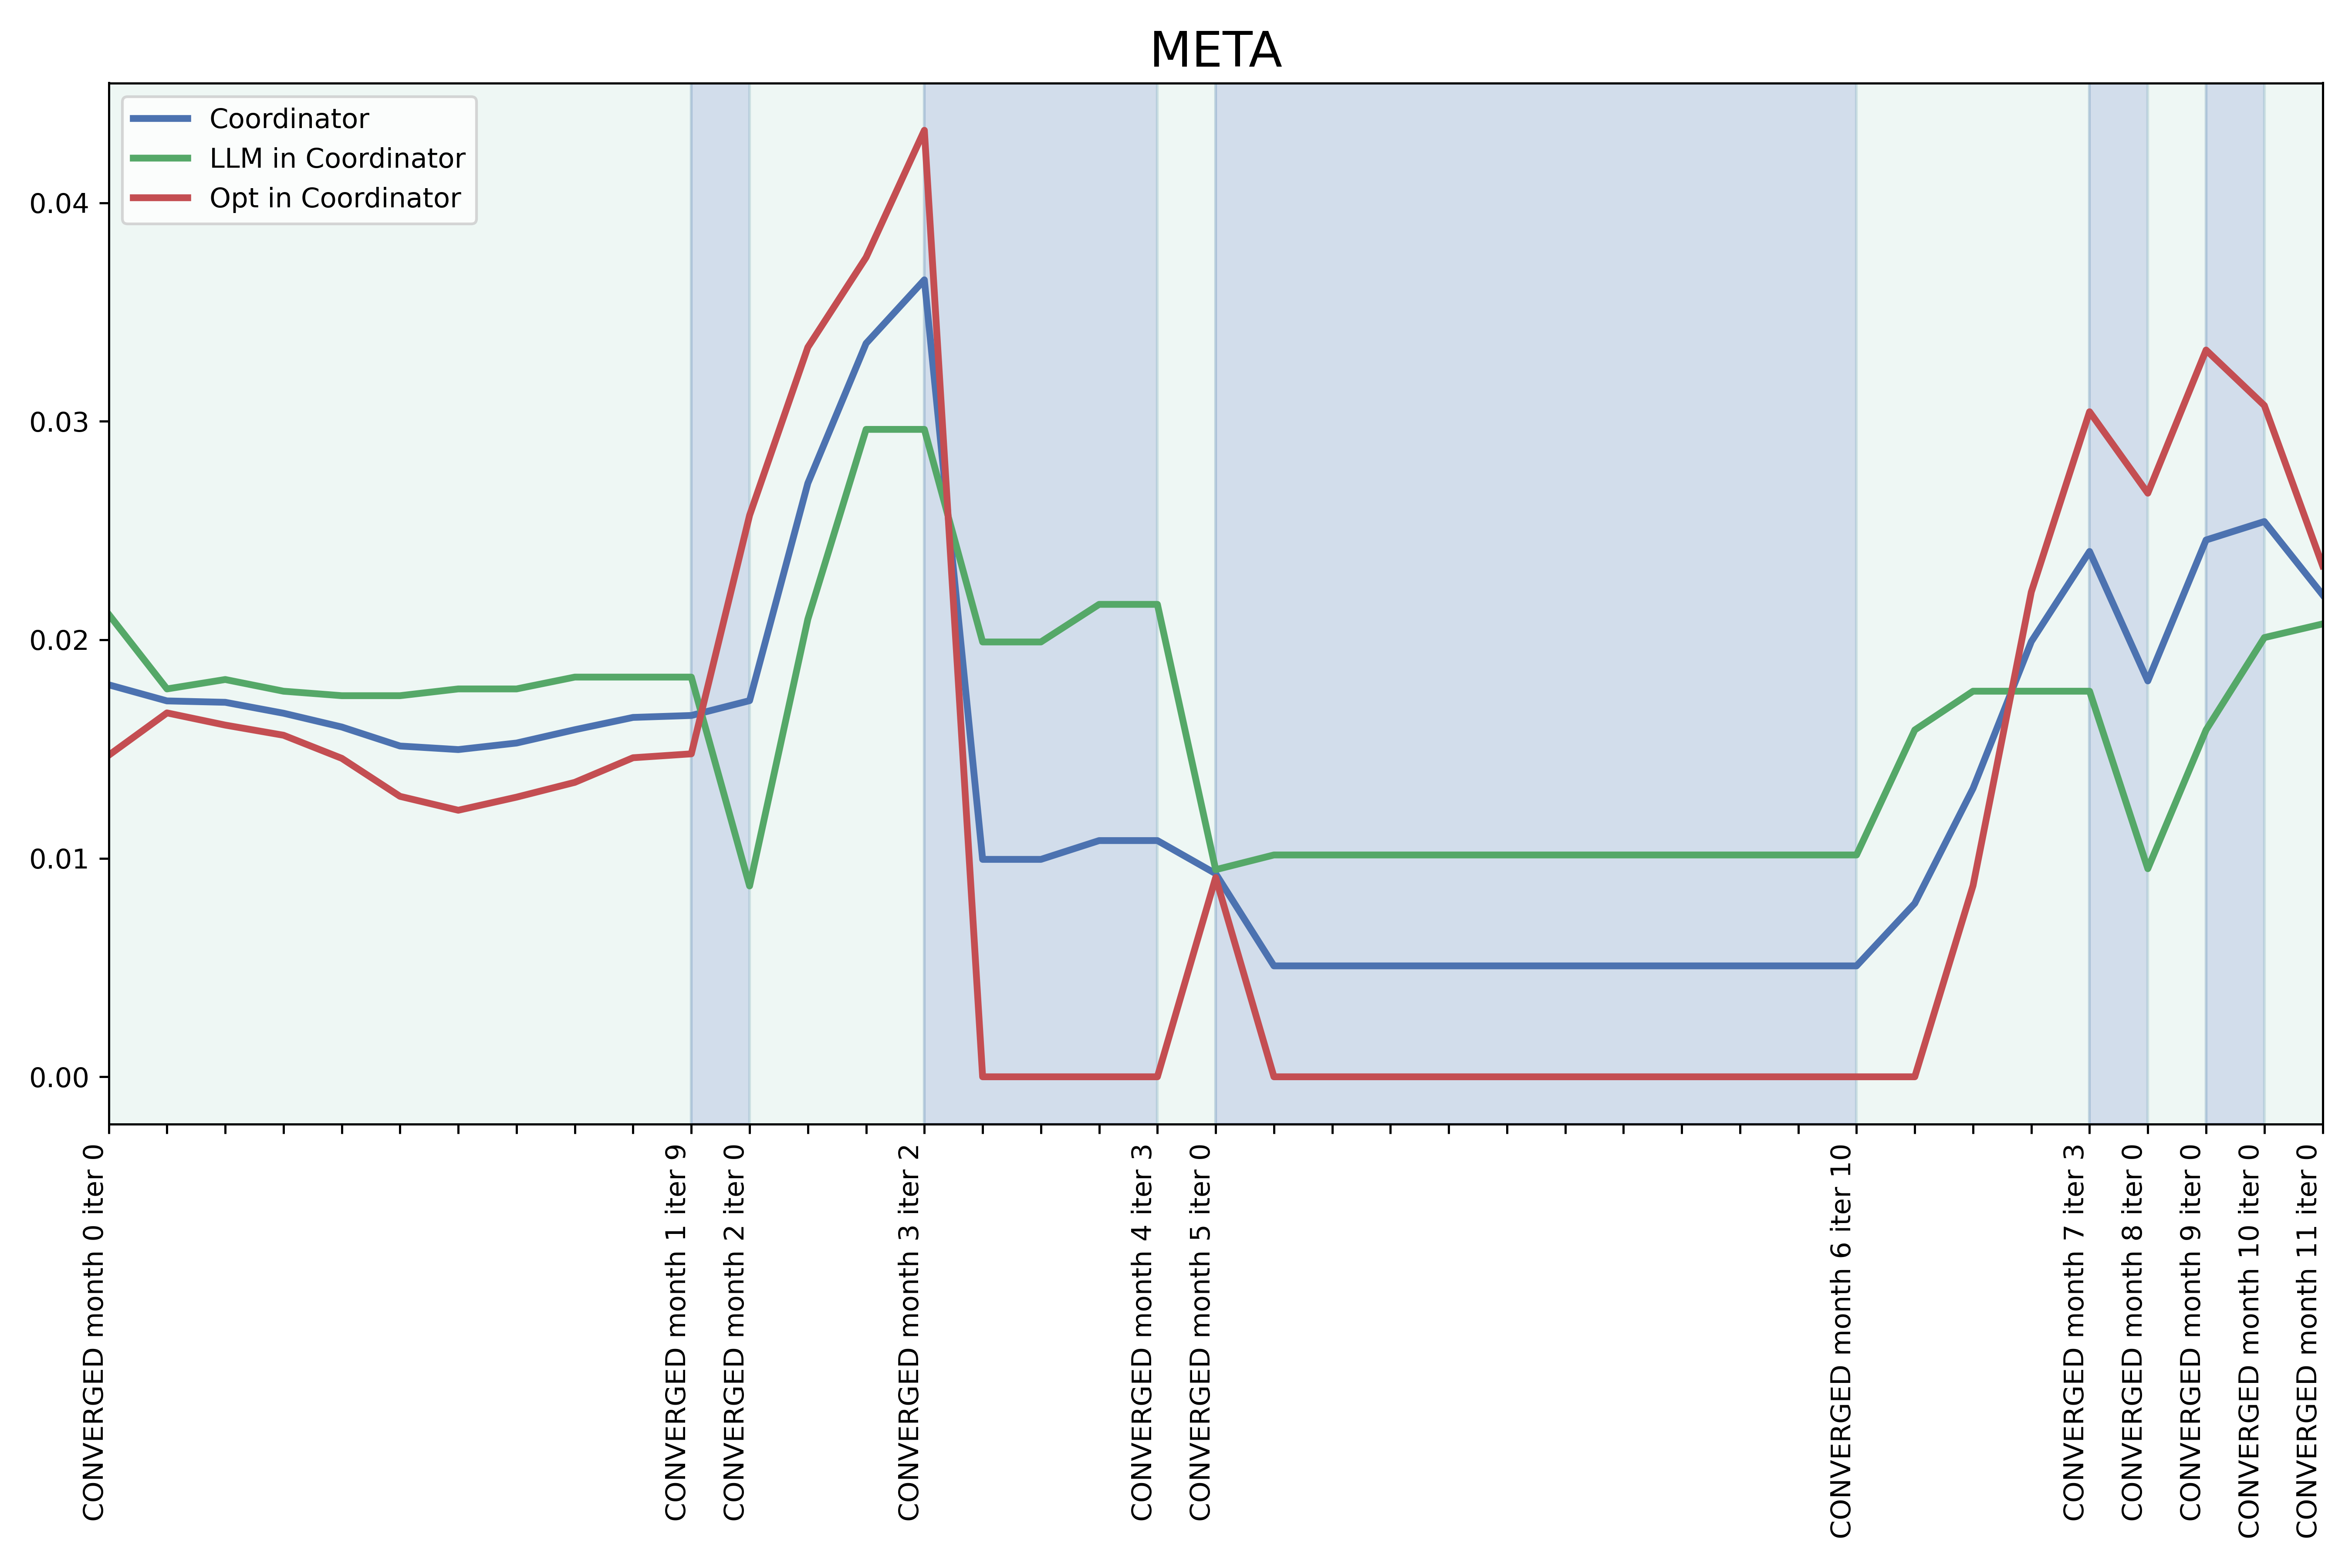 META
Coordinator
LLM in Coordinator
Opt in Coordinator
0.04
0.03
0.02
0.01
0.00
CONVERGED month 0 iter 0
CONVERGED month 1 iter 9
CONVERGED month 2 iter 0
CONVERGED month 3 iter 2
CONVERGED month 4 iter 3
CONVERGED month 5 iter 0
CONVERGED month 6 iter 10
CONVERGED month 7 iter 3
CONVERGED month 8 iter 0
CONVERGED month 9 iter 0
CONVERGED month 10 iter 0
CONVERGED month 11 iter 0